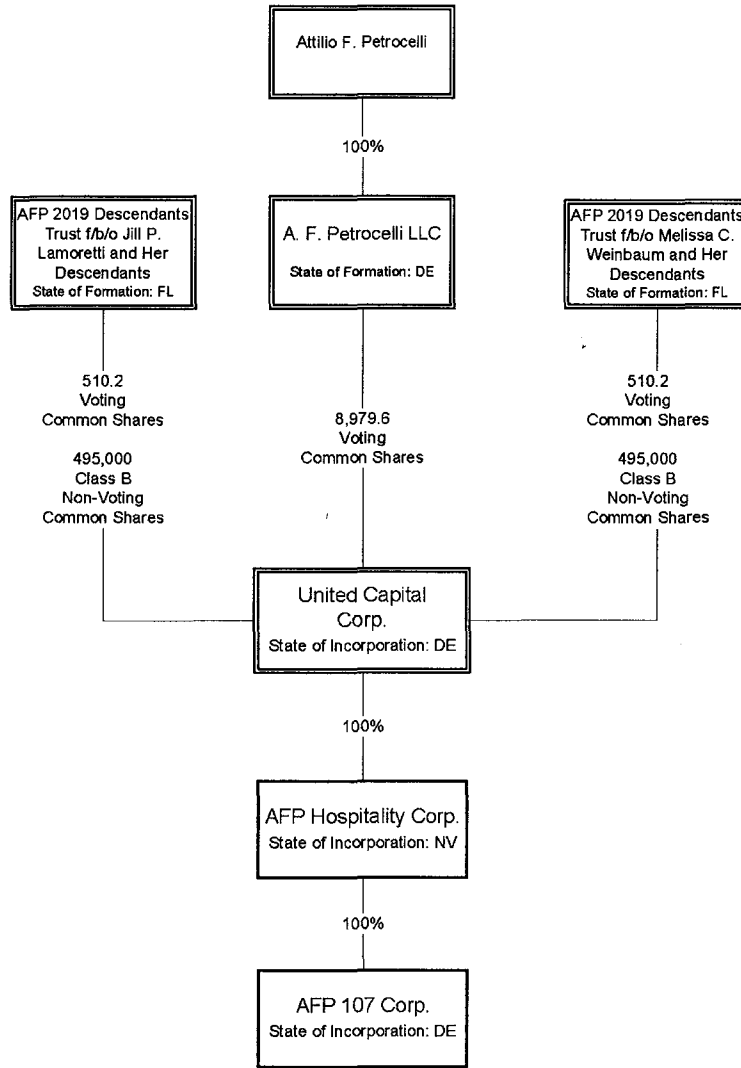 Attilio F. Petrocelli
100%
AFP 2019 Descendants
Trust f/b/o Jill P.
Lamoretti and Her
Descendants
State of Formation: FL
A. F. Petrocelli LLC
State of Formation: DE
AFP 2019 Descendants
Trust f/b/o Melissa C.
Weinbaum and Her
Descendants
State of Formation: FL
510.2
Voting
Common Shares
495,000
Class B
Non-Voting
Common Shares
8,979.6
Voting
Common Shares
510.2
Voting
Common Shares
495,000
Class B
Non-Voting
Common Shares
United Capital
Corp.
State of Incorporation: DE
100%
AFP Hospitality Corp.
State of Incorporation: NV
100%
AFP 107 Corp.
State of Incorporation: DE